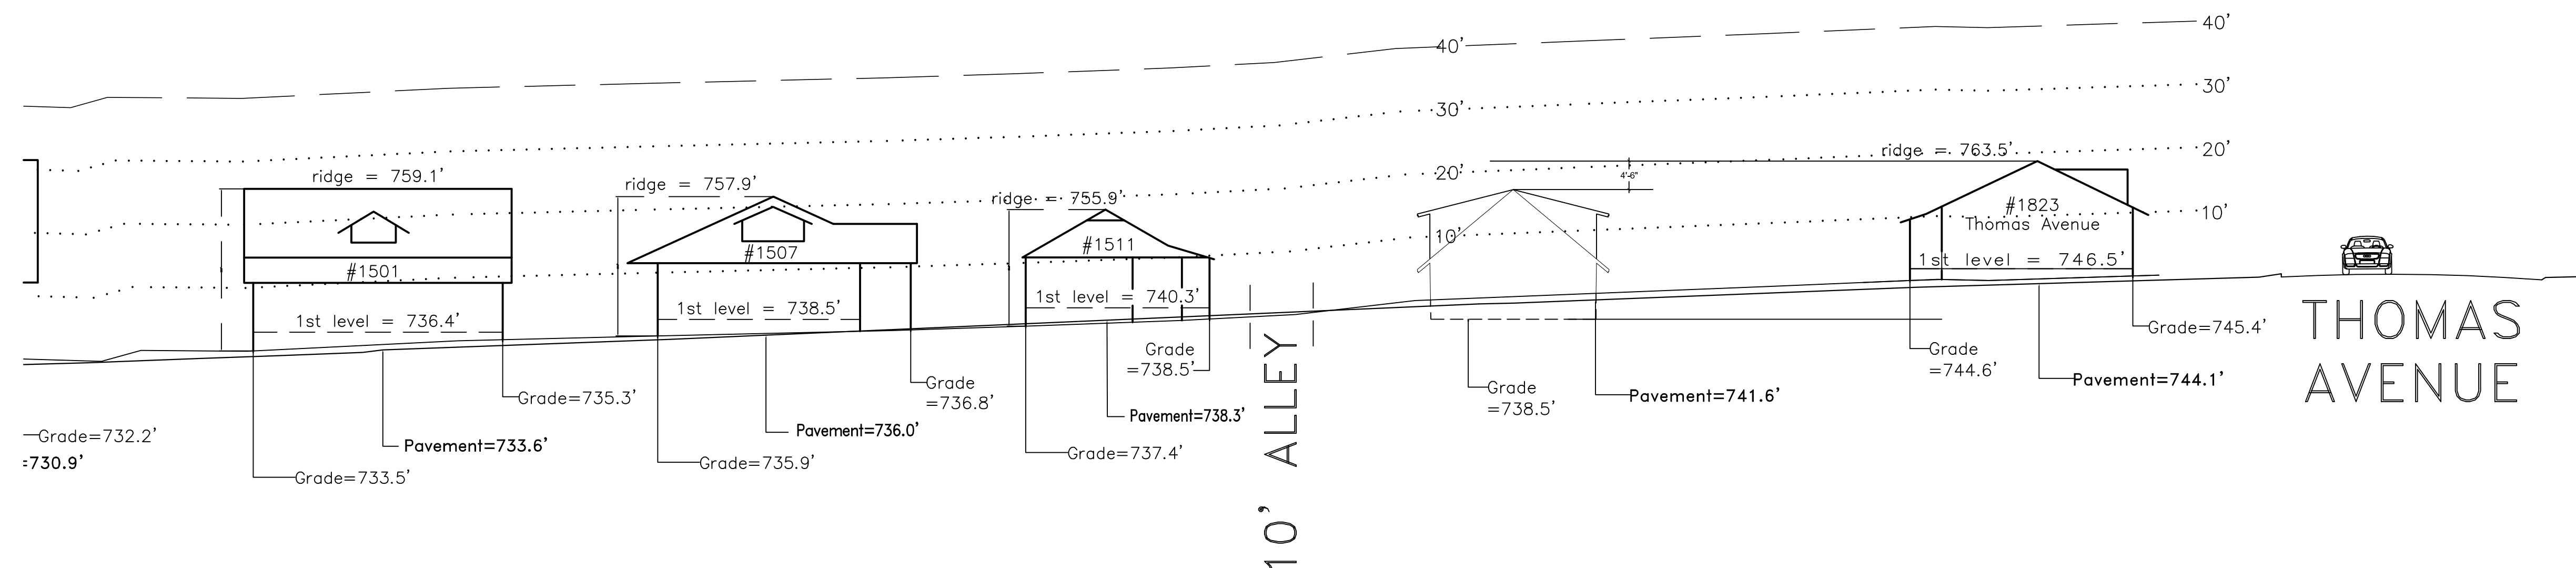 40'
40'
30'
30'
20'
20'
10'
10'
ridge = 759.1'
#1501
1st level = 736.4'
ridge = 757.9'
#1507
1st level = 738.5'
ridge = 755.9'
#1511
1st level = 740.3'
4'-6"
ridge = 763.5'
#1823
Thomas Avenue
1st level = 746.5'
Grade=732.2'
=730.9'
Grade=733.5'
Pavement=733.6'
Grade=735.3'
Grade=735.9'
Pavement=736.0'
Grade
=736.8'
Grade=737.4'
Pavement=738.3'
Grade
=738.5'
10' ALLEY
Grade
=738.5'
Pavement=741.6'
Grade
=744.6'
Pavement=744.1'
Grade=745.4'
THOMAS
AVENUE